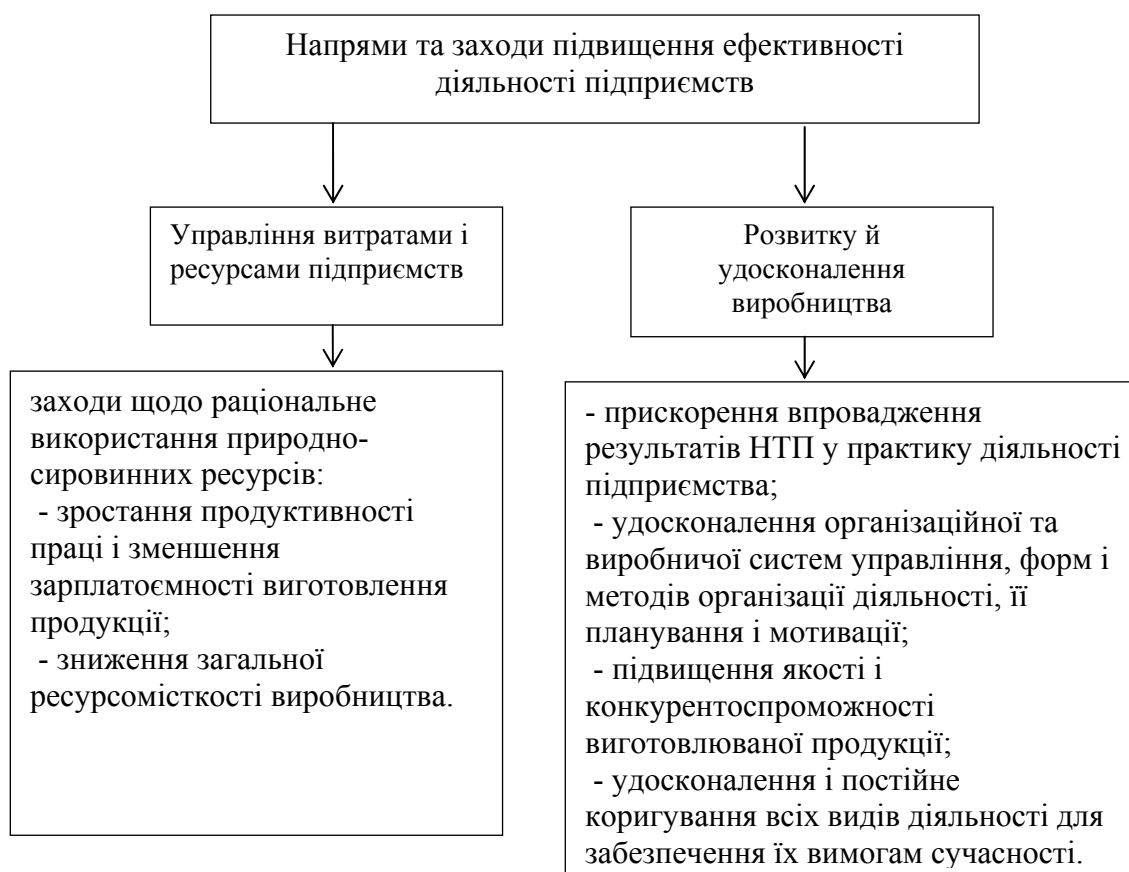 Напрями та заходи підвищення ефективності
діяльності підприємств
Управління витратами і
ресурсами підприємств
Розвитку й
удосконалення
виробництва
заходи щодо раціональне
використання природно-
сировинних ресурсів:
- зростання продуктивності
праці і зменшення
зарплатоємності виготовлення
продукції;
- зниження загальної
ресурсомісткості виробництва.
- прискорення впровадження
результатів НТП у практику діяльності
підприємства;
- удосконалення організаційної та
виробничої систем управління, форм і
методів організації діяльності, її
планування і мотивації;
- підвищення якості і
конкурентоспроможності
виготовлюваної продукції;
- удосконалення і постійне
коригування всіх видів діяльності для
забезпечення їх вимогам сучасності.